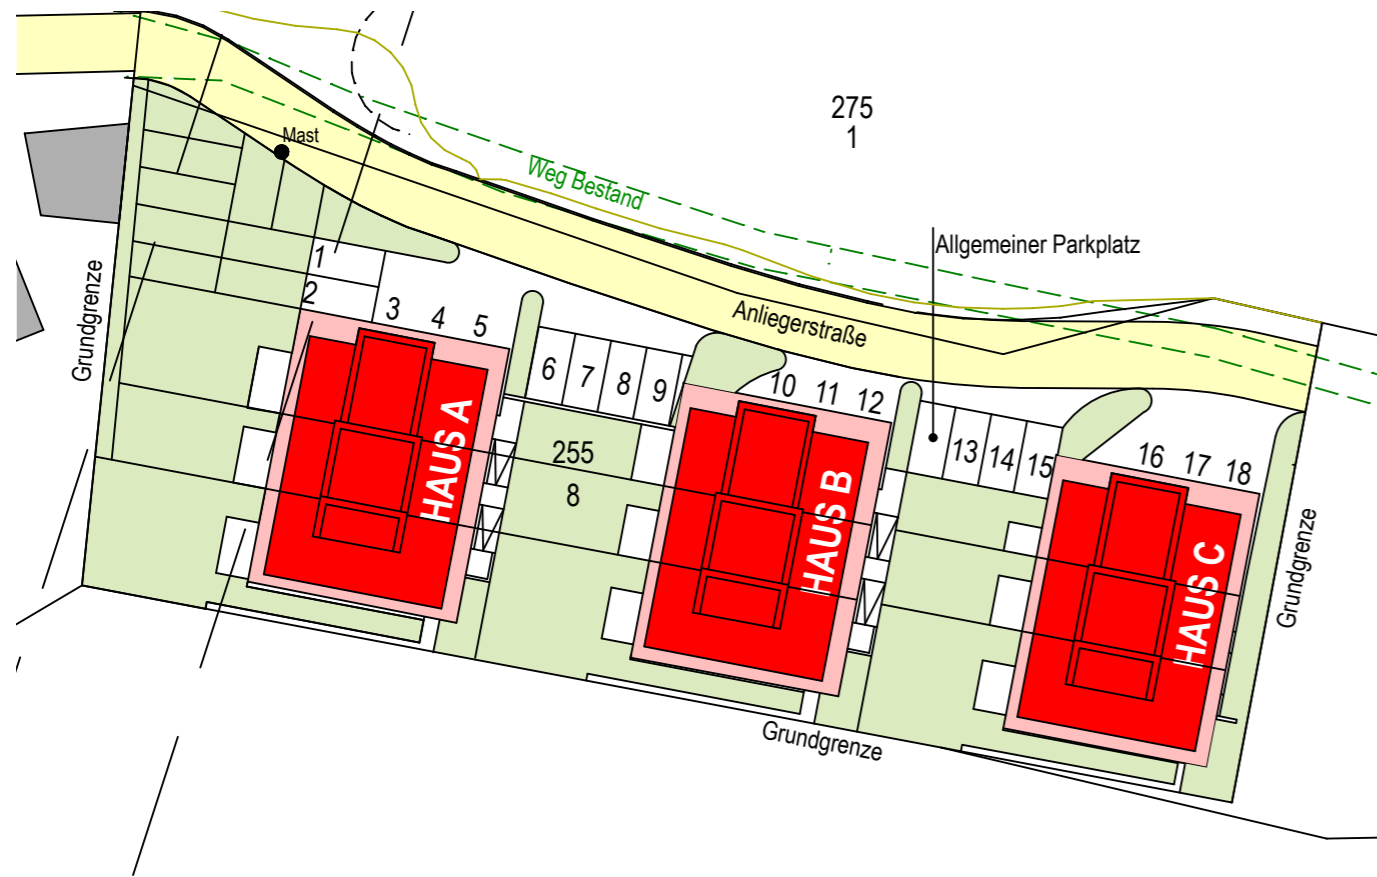 275
1
Mast
Weg Bestand
Allgemeiner Parkplatz
Anliegerstraße
Grundgrenze
1
2
3
4
5
6
7
8
9
10
11
12
13
14
15
16
17
18
HAUS A
255
8
HAUS B
HAUS C
Grundgrenze
Grundgrenze